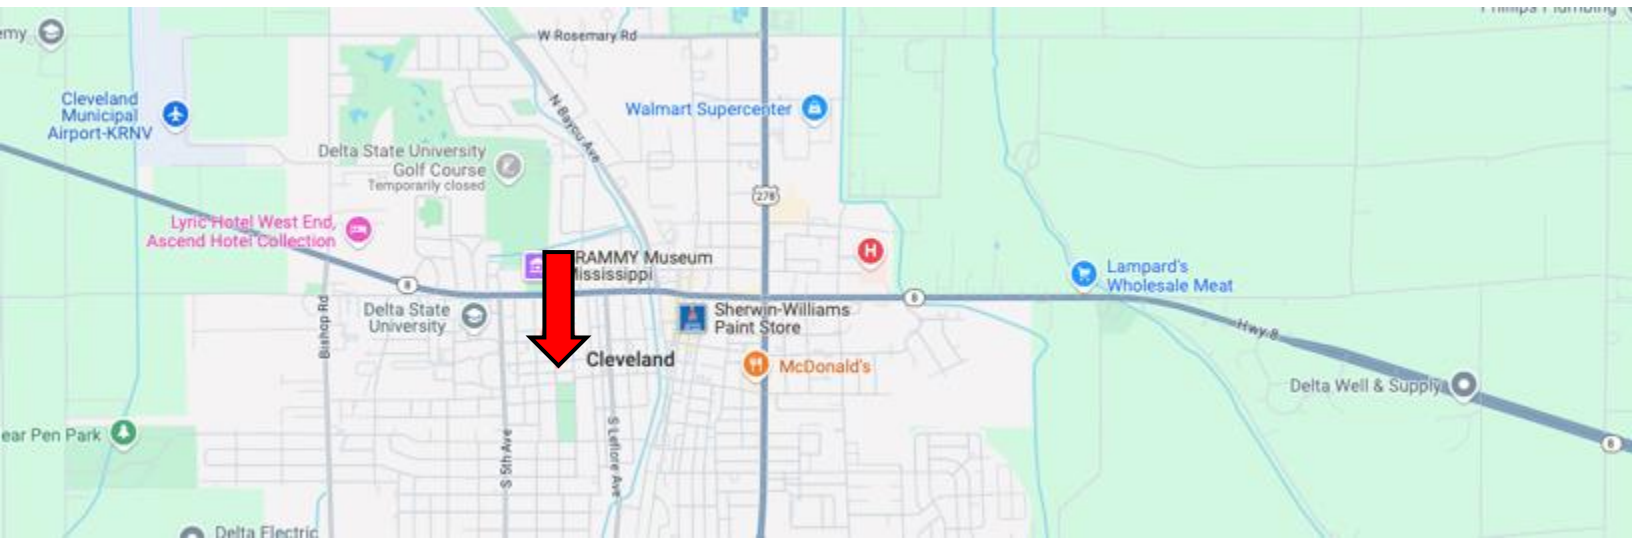 emy
W Rosemary Rd
Cleveland
Municipal
Airport-KRNV
N Bayou Ave
Walmart Supercenter
Delta State University
Golf Course
Temporarily closed
278
Lyric Hotel West End,
Ascend Hotel Collection
H
RAMMY Museum
Mississippi
Lampard's
Wholesale Meat
8
8
Bishop Rd
Delta State
University
Sherwin-Williams
Paint Store
Hwy 8
Cleveland
McDonald's
Delta Well & Supply
ear Pen Park
S 5th Ave
S Leflore Ave
8
Delta Electric